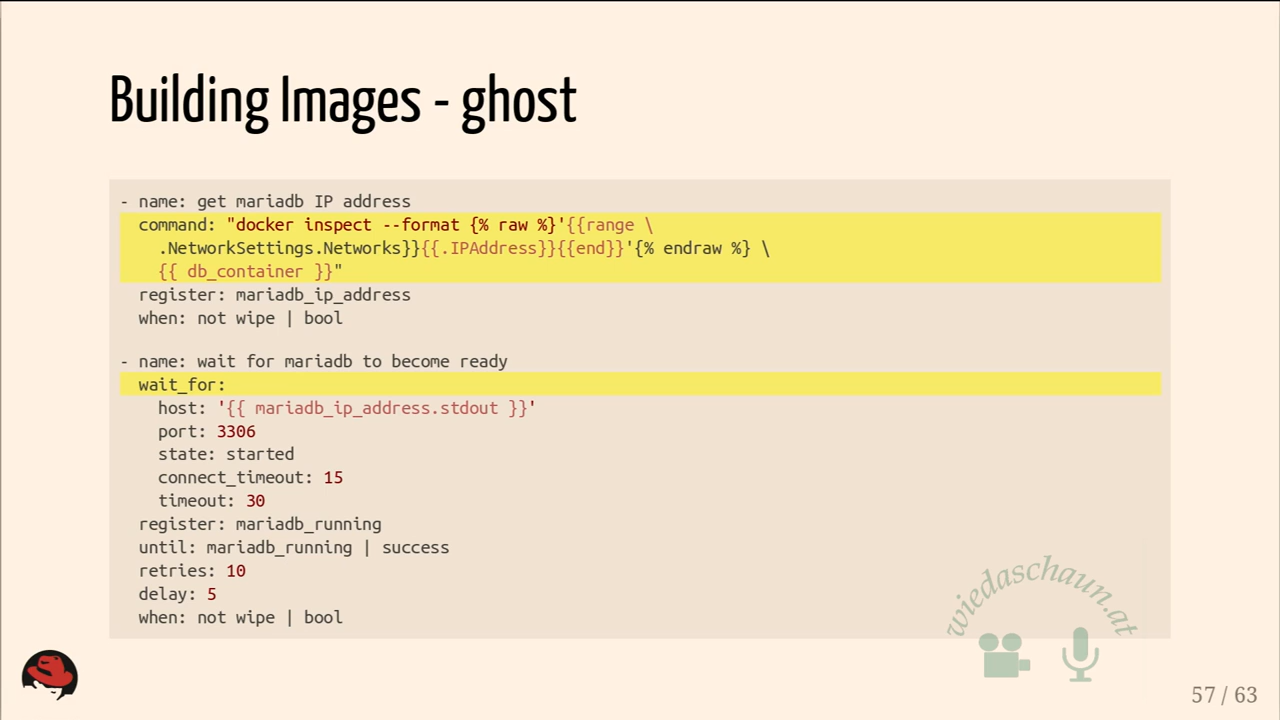 Building Images - ghost
- name: get mariadb IP address
  command: "docker inspect --format {% raw %}'{{range \
    .NetworkSettings.Networks}}{{.IPAddress}}{{end}}'{% endraw %} \
    {{ db_container }}"
  register: mariadb_ip_address
  when: not wipe | bool

- name: wait for mariadb to become ready
  wait_for:
    host: '{{ mariadb_ip_address.stdout }}'
    port: 3306
    state: started
    connect_timeout: 15
    timeout: 30
  register: mariadb_running
  until: mariadb_running | success
  retries: 10
  delay: 5
  when: not wipe | bool
wiedaschaun.at
57 / 63